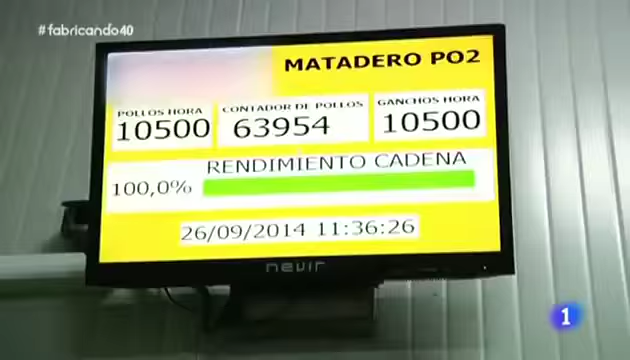 #fabricando40
MATADERO PO2
POLLOS HORA
10500
CONTADOR DE POLLOS
63954
GANCHOS HORA
10500
RENDIMIENTO CADENA
100,0%
26/09/2014 11:36:26
nevir
1